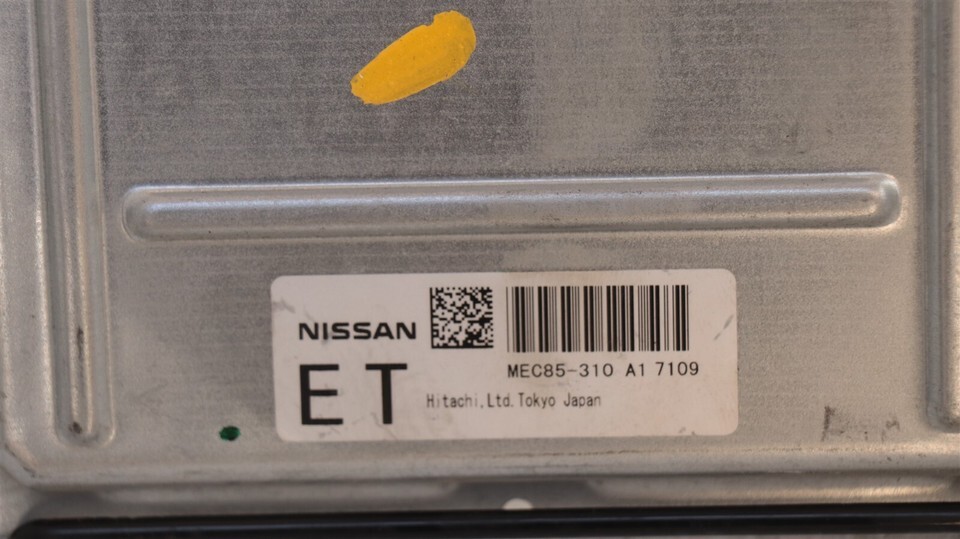 NISSAN
MEC85-310 A1 7109
ET
Hitachi,Ltd.Tokyo Japan